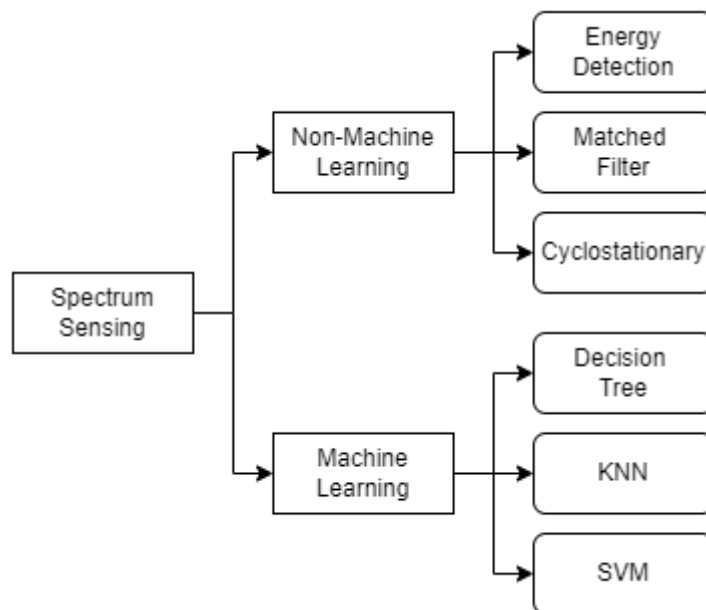 Energy
Detection
Non-Machine
Learning
Matched
Filter
Cyclostationary
Spectrum
Sensing
Decision
Tree
Machine
Learning
KNN
SVM